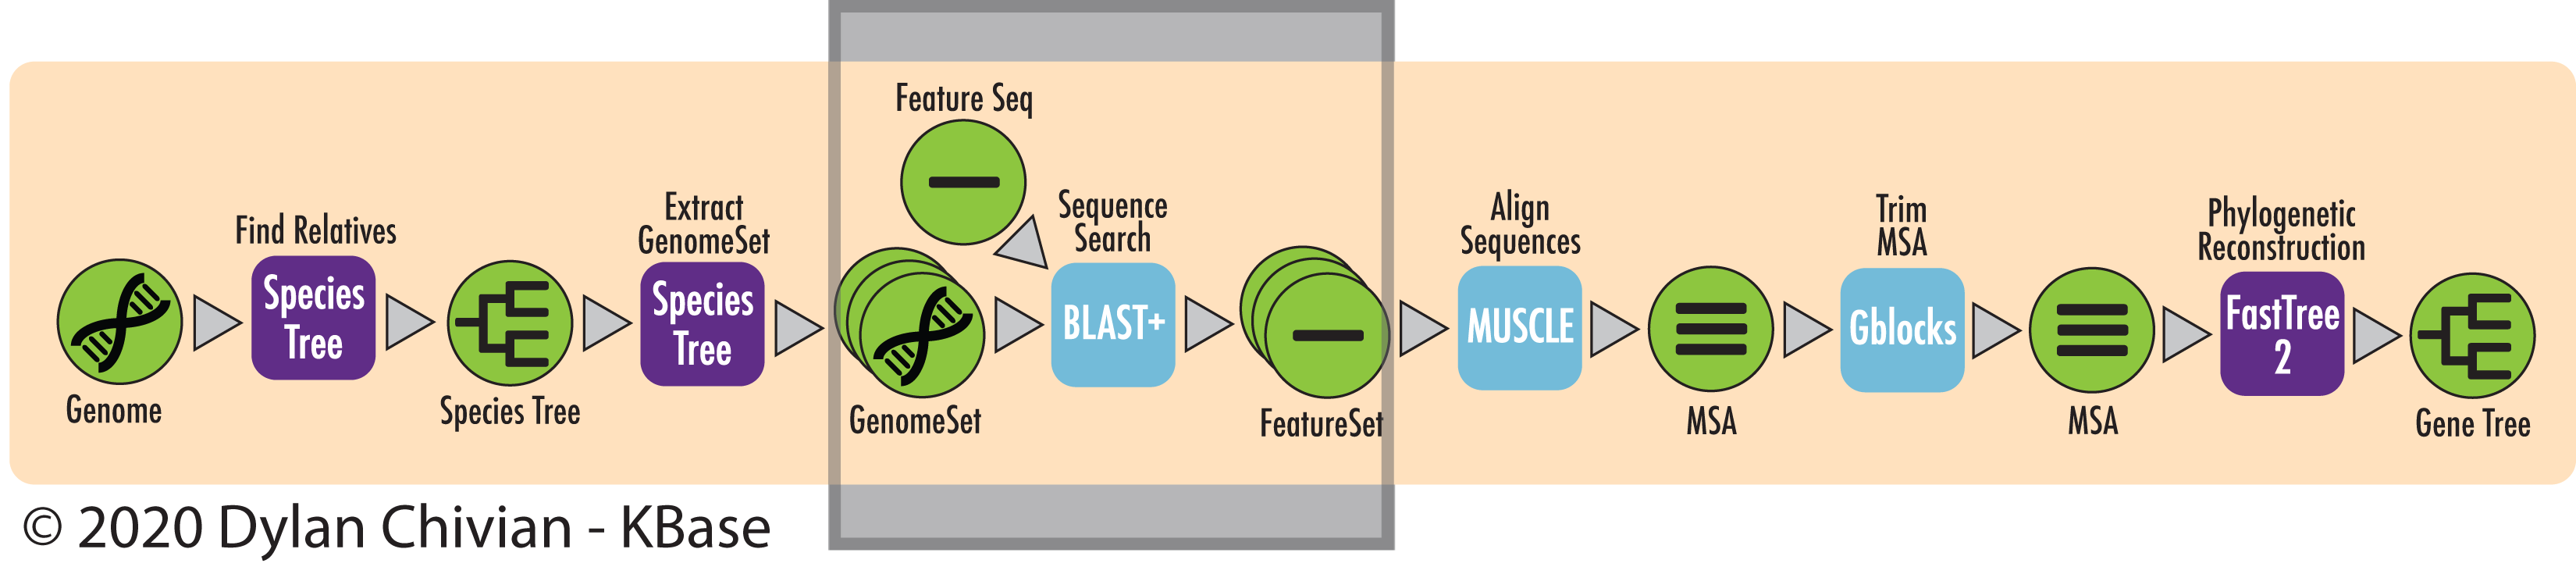 Genome
Find Relatives
Species
Tree
Species Tree
Extract
GenomeSet
Species
Tree
Feature Seq
GenomeSet
Sequence
Search
BLAST+
FeatureSet
Align
Sequences
MUSCLE
MSA
Trim
MSA
Gblocks
MSA
Phylogenetic
Reconstruction
FastTree
2
Gene Tree
© 2020 Dylan Chivian - KBase